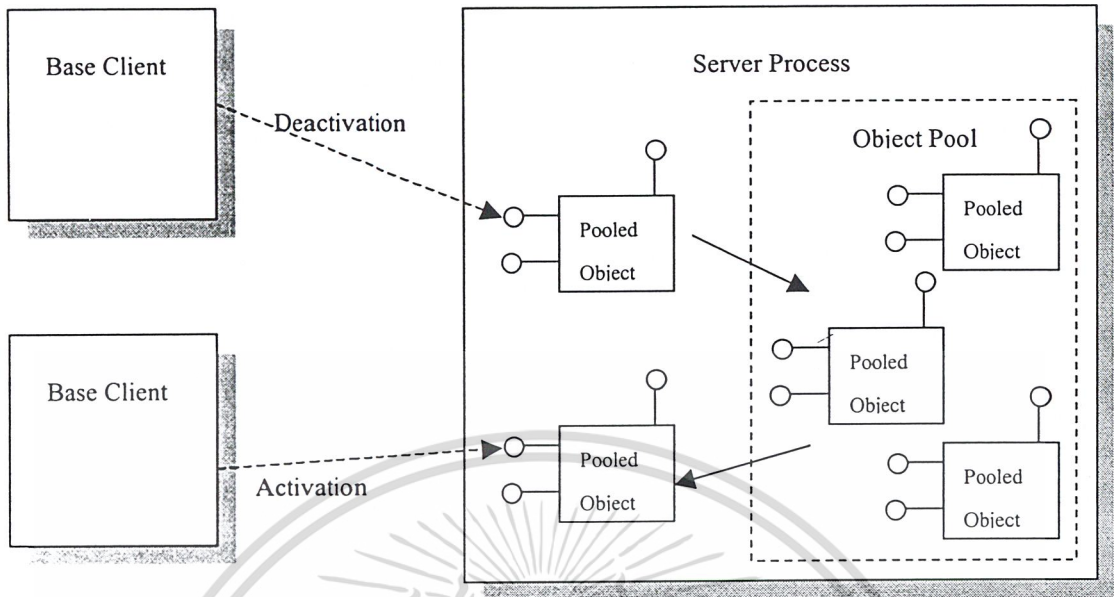 Base Client
Server Process
Deactivation
Object Pool
Pooled
Object
Pooled
Object
Pooled
Object
Base Client
Activation
Pooled
Object
Pooled
Object